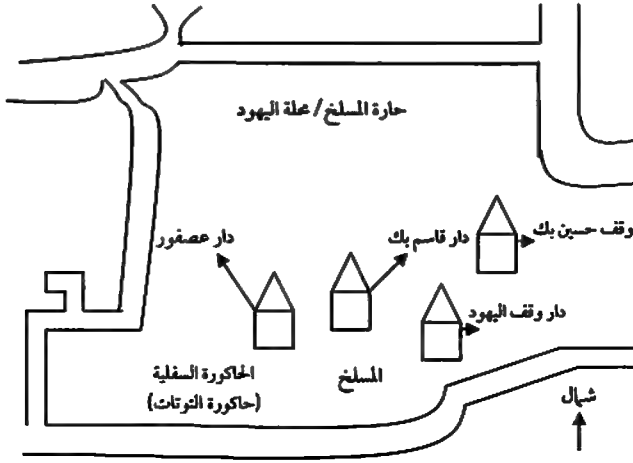 حارة المسلخ / محلة اليهود
وقف حسين بك
دار قاسم بك
دار عصفور
دار وقف اليهود
المسلخ
الحاكورة السفلية
(حاكورة التوتات)
شمال